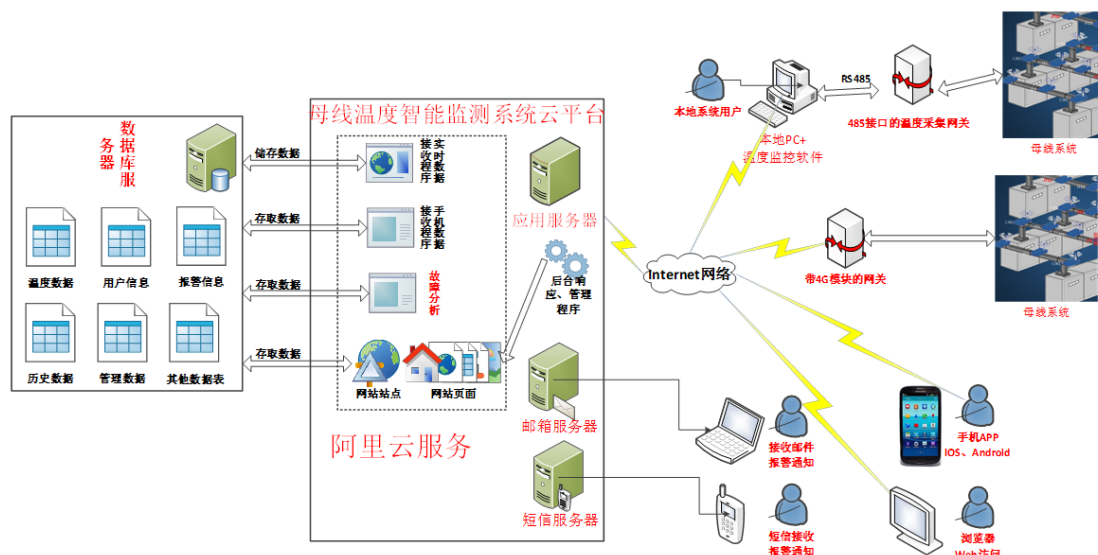 母线温度智能监测系统云平台
数据库服
务器
储存数据
存取数据
存取数据
存取数据
温度数据
用户信息
报警信息
历史数据
管理数据
其他数据表
实时数据
接收程序
手机数据
接收程序
故障
分析
网站站点
网站页面
阿里云服务
应用服务器
后台响
应、管理
程序
邮箱服务器
短信服务器
Internet网络
本地系统用户
本地PC+
温度监控软件
RS485
485接口的温度采集网关
母线系统
带4G模块的网关
母线系统
手机APP
IOS、Android
接收邮件
报警通知
短信接收
报警通知
浏览器
Web访问